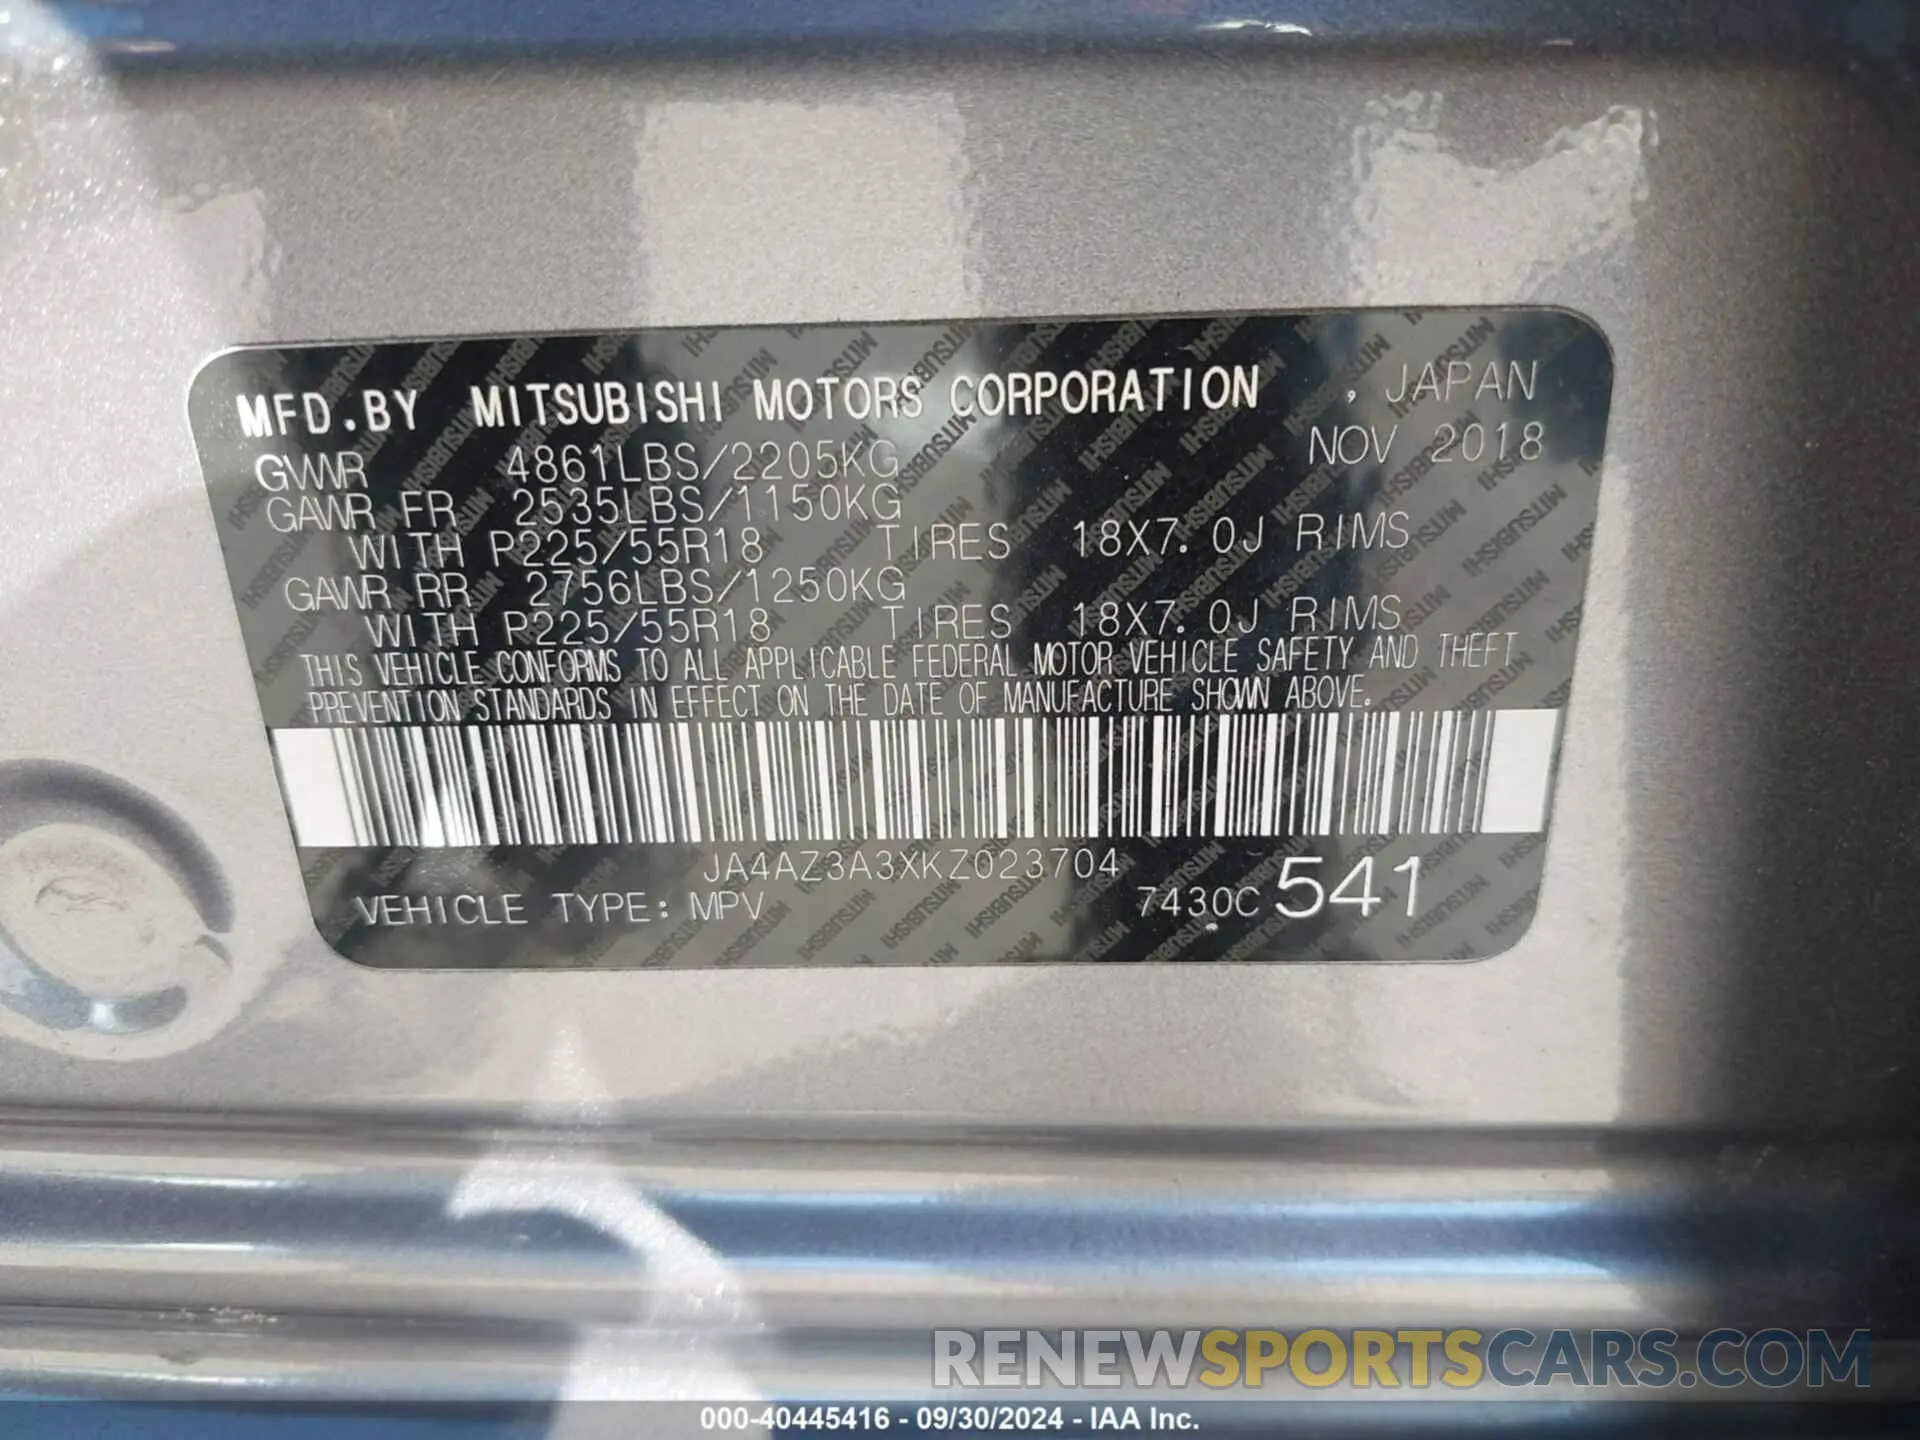 MFD.BY MITSUBISHI MOTORS CORPORATION , JAPAN
GVWR 4861LBS/2205KG NOV 2018
GAWR FR 2535LBS/1150KG
WITH P225/55R18 TIRES 18X7.0J RIMS
GAWR RR 2756LBS/1250KG
WITH P225/55R18 TIRES 18X7.0J RIMS
THIS VEHICLE CONFORMS TO ALL APPLICABLE FEDERAL MOTOR VEHICLE SAFETY AND THEFT
PREVENTION STANDARDS IN EFFECT ON THE DATE OF MANUFACTURE SHOWN ABOVE.
JA4AZ3A3XKZ023704
VEHICLE TYPE: MPV 7430C 541
RENEWSPORTSCARS.COM
000-40445416 - 09/30/2024 - IAA Inc.